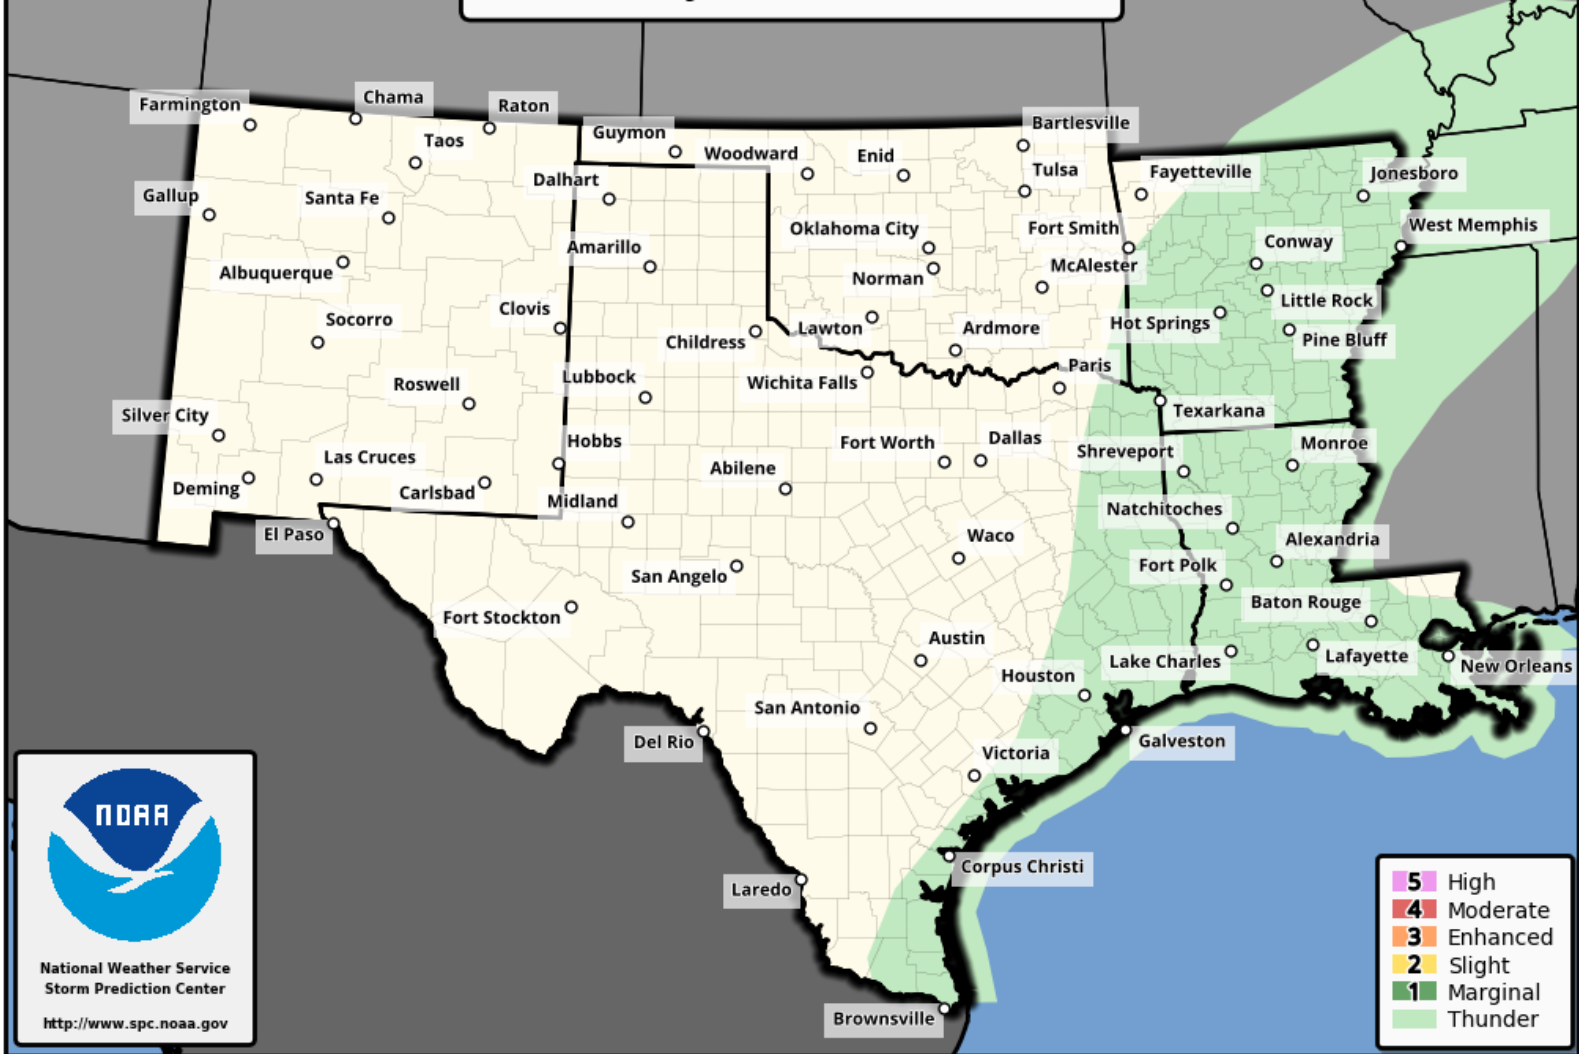 Farmington
Chama
Raton
Guymon
Bartlesville
Taos
Woodward
Enid
Tulsa
Fayetteville
Jonesboro
Gallup
Santa Fe
Dalhart
Oklahoma City
Fort Smith
West Memphis
Albuquerque
Amarillo
Norman
McAlester
Conway
Socorro
Clovis
Childress
Lawton
Ardmore
Hot Springs
Little Rock
Pine Bluff
Roswell
Lubbock
Wichita Falls
Paris
Texarkana
Silver City
Hobbs
Fort Worth
Dallas
Shreveport
Monroe
Las Cruces
Abilene
Deming
Carlsbad
Midland
Natchitoches
El Paso
Waco
Alexandria
San Angelo
Fort Polk
Fort Stockton
Baton Rouge
Austin
Lake Charles
Lafayette
New Orleans
Houston
San Antonio
Del Rio
Victoria
Galveston
Corpus Christi
Laredo
Brownsville
NOAA
National Weather Service
Storm Prediction Center
http://www.spc.noaa.gov
5 High
4 Moderate
3 Enhanced
2 Slight
1 Marginal
Thunder